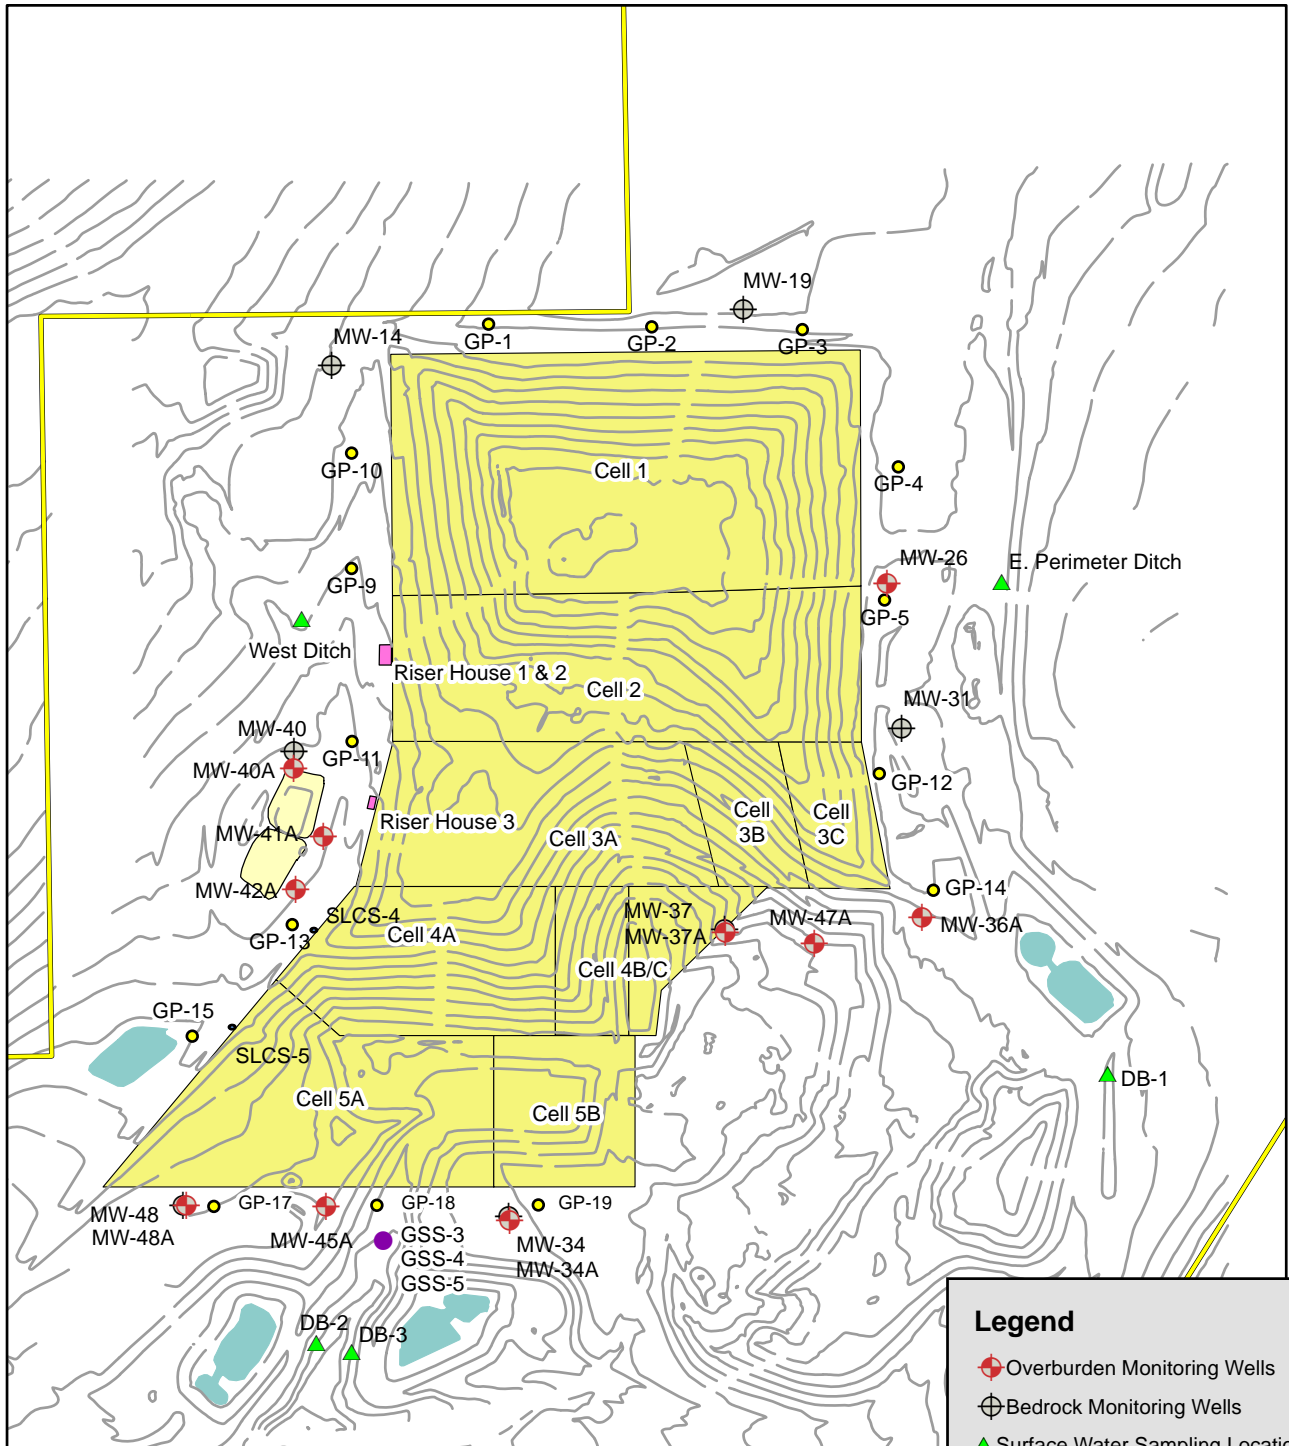 MW-19
MW-14
GP-1
GP-2
GP-3
GP-10
Cell 1
GP-4
MW-26
E. Perimeter Ditch
GP-9
GP-5
West Ditch
Riser House 1 & 2
Cell 2
MW-31
MW-40
GP-11
MW-40A
GP-12
Riser House 3
Cell
3B
Cell
3C
MW-41A
Cell 3A
MW-42A
GP-14
SLCS-4
MW-37
MW-47A
MW-36A
GP-13
Cell 4A
MW-37A
Cell 4B/C
GP-15
SLCS-5
DB-1
Cell 5A
Cell 5B
GP-17
GP-18
GP-19
MW-48
MW-48A
MW-45A
GSS-3
GSS-4
GSS-5
MW-34
MW-34A
DB-2
DB-3
Legend
Overburden Monitoring Wells
Bedrock Monitoring Wells
Surface Water Sampling Locatio